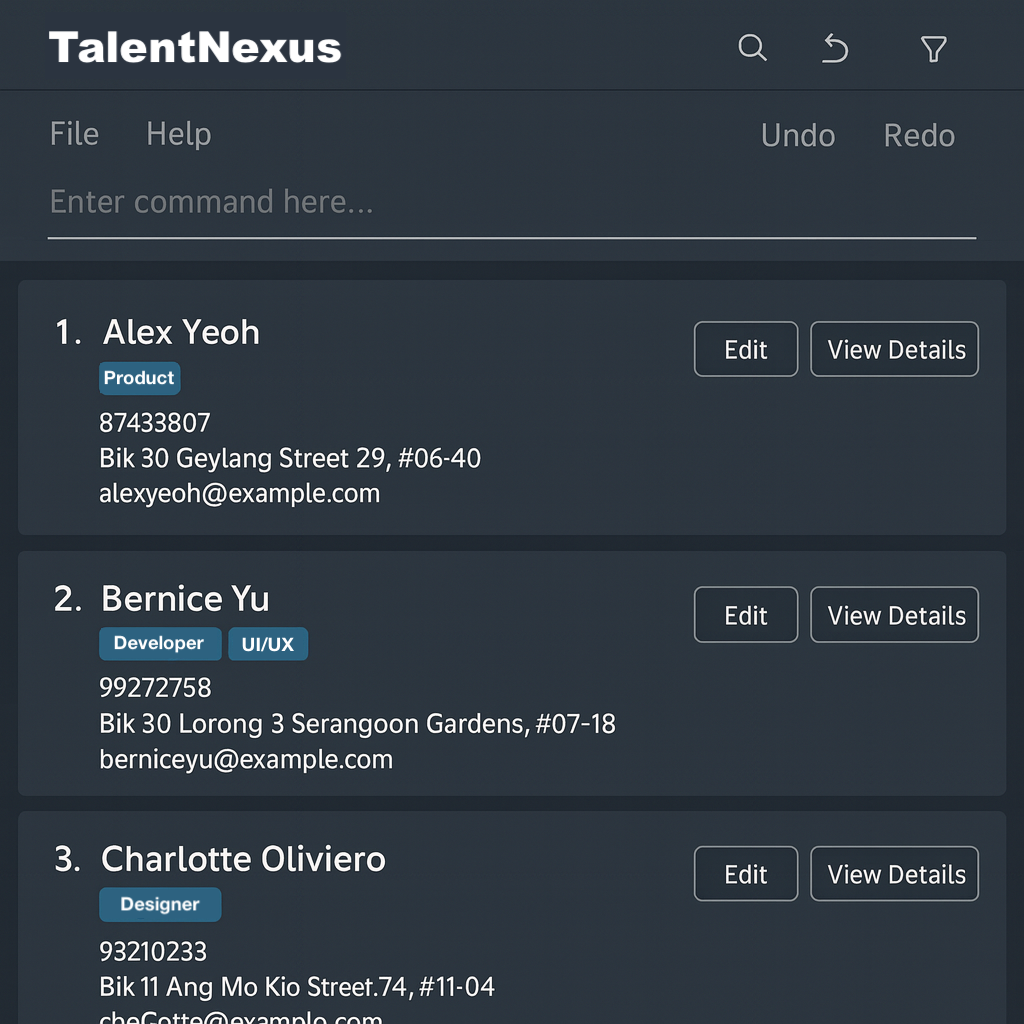 TalentNexus
File Help Undo Redo
Enter command here...
1. Alex Yeoh
Edit View Details
Product
87433807
Bik 30 Geylang Street 29, #06-40
alexyeoh@example.com
2. Bernice Yu
Edit View Details
Developer UI/UX
99272758
Bik 30 Lorong 3 Serangoon Gardens, #07-18
berniceyu@example.com
3. Charlotte Oliviero
Edit View Details
Designer
93210233
Bik 11 Ang Mo Kio Street.74, #11-04